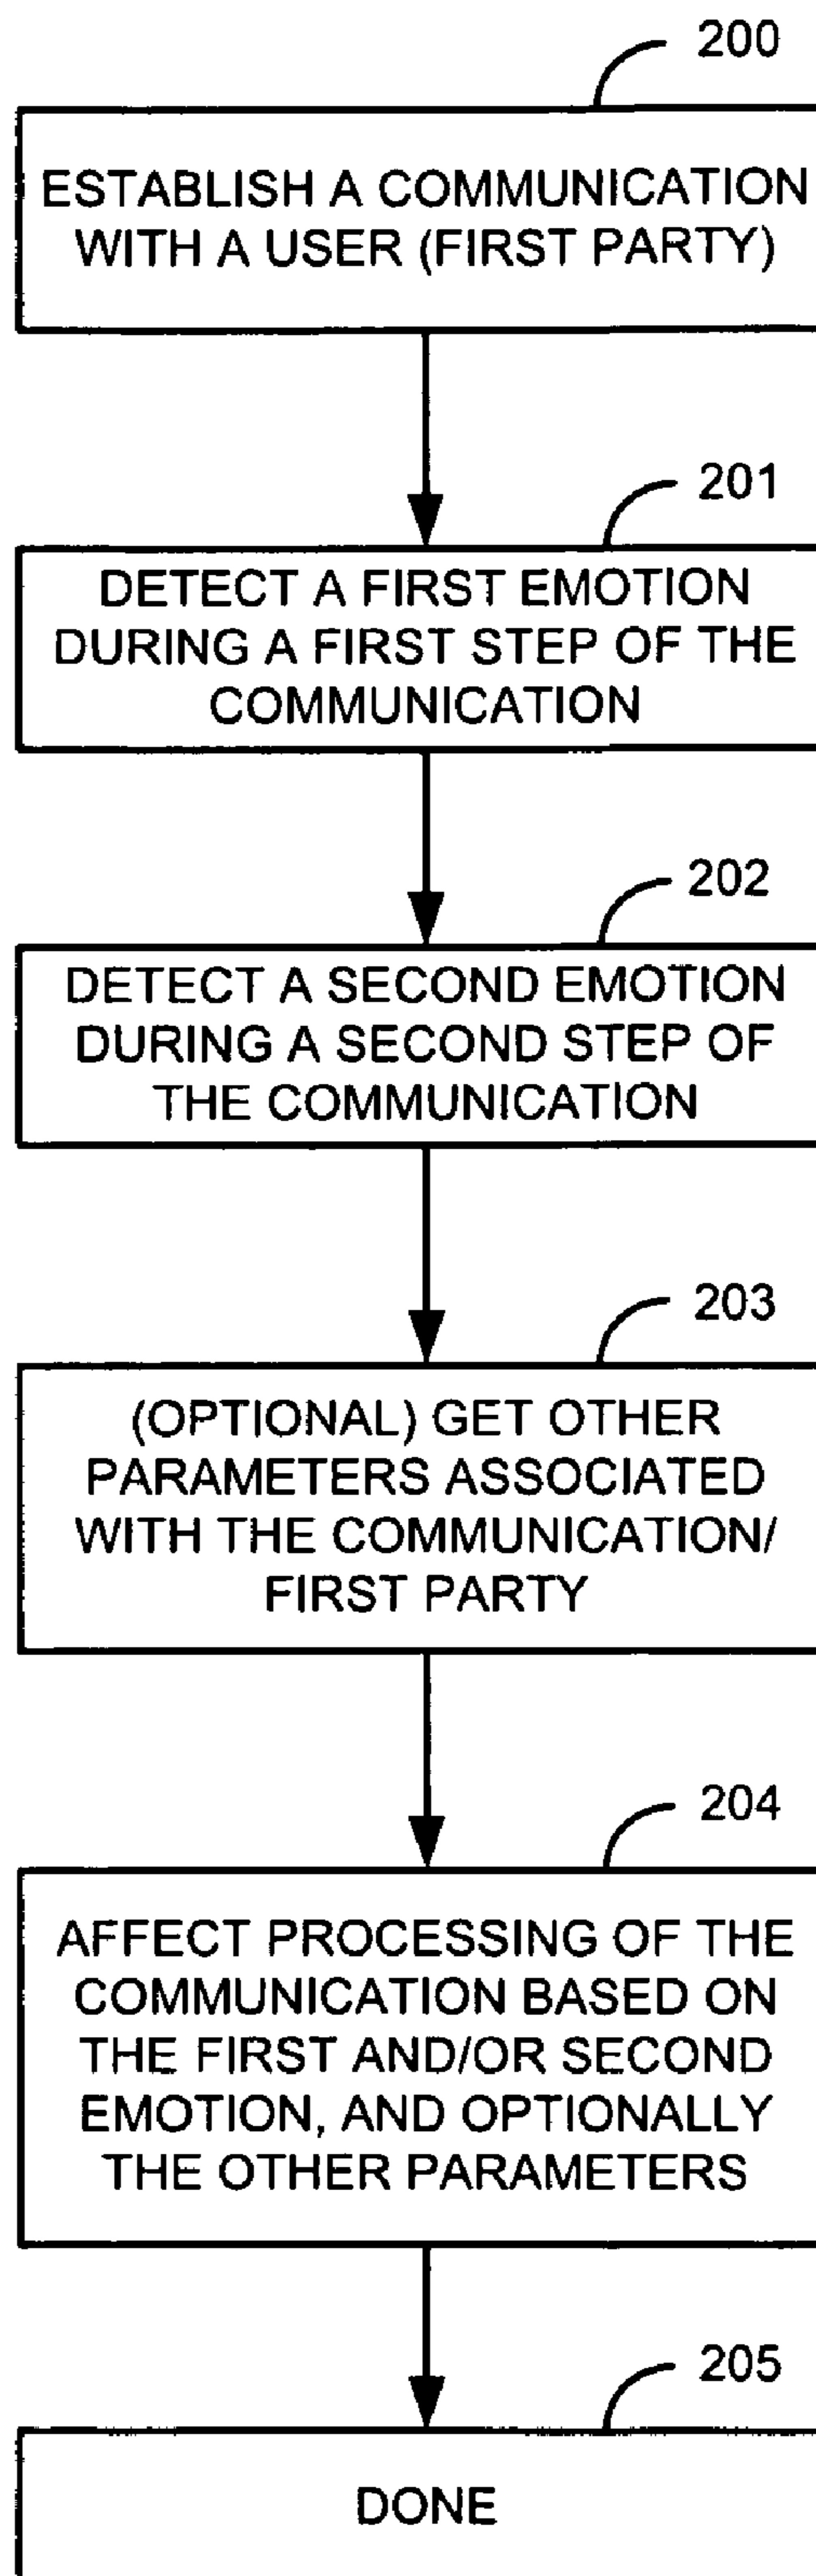 200
ESTABLISH A COMMUNICATION
WITH A USER (FIRST PARTY)
201
DETECT A FIRST EMOTION
DURING A FIRST STEP OF THE
COMMUNICATION
202
DETECT A SECOND EMOTION
DURING A SECOND STEP OF
THE COMMUNICATION
203
(OPTIONAL) GET OTHER
PARAMETERS ASSOCIATED
WITH THE COMMUNICATION/
FIRST PARTY
204
AFFECT PROCESSING OF THE
COMMUNICATION BASED ON
THE FIRST AND/OR SECOND
EMOTION, AND OPTIONALLY
THE OTHER PARAMETERS
205
DONE